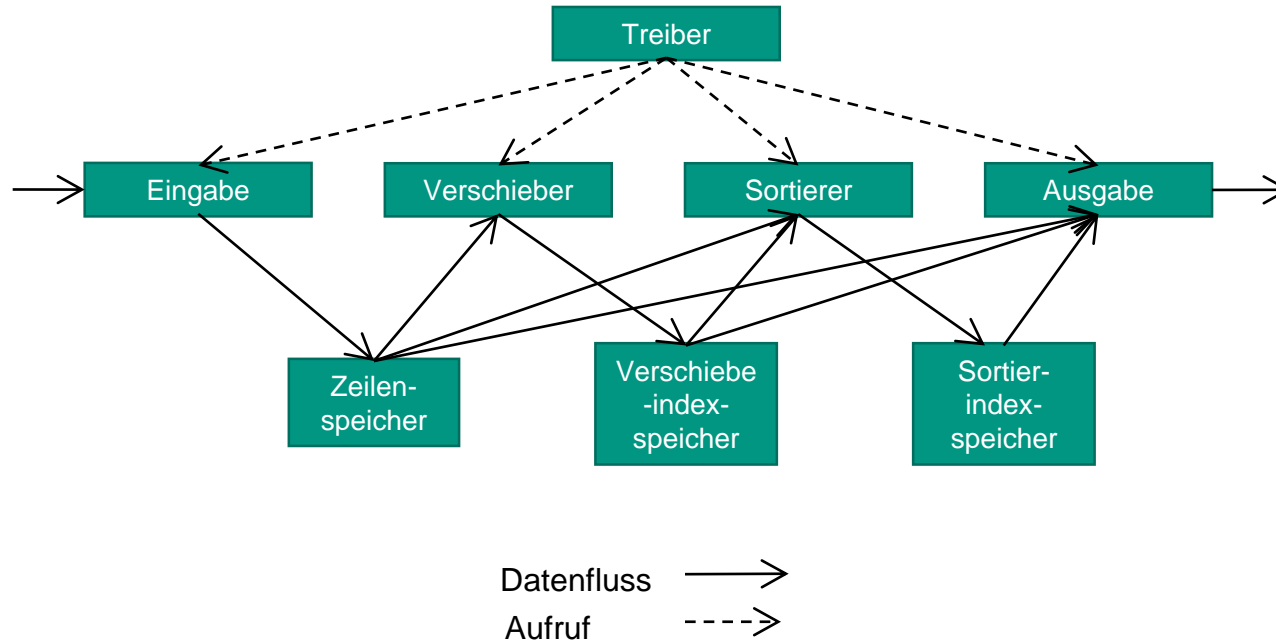 Treiber
Eingabe
Verschieber
Sortierer
Ausgabe
Zeilen-
speicher
Verschiebe
-index-
speicher
Sortier-
index-
speicher
Datenfluss
Aufruf